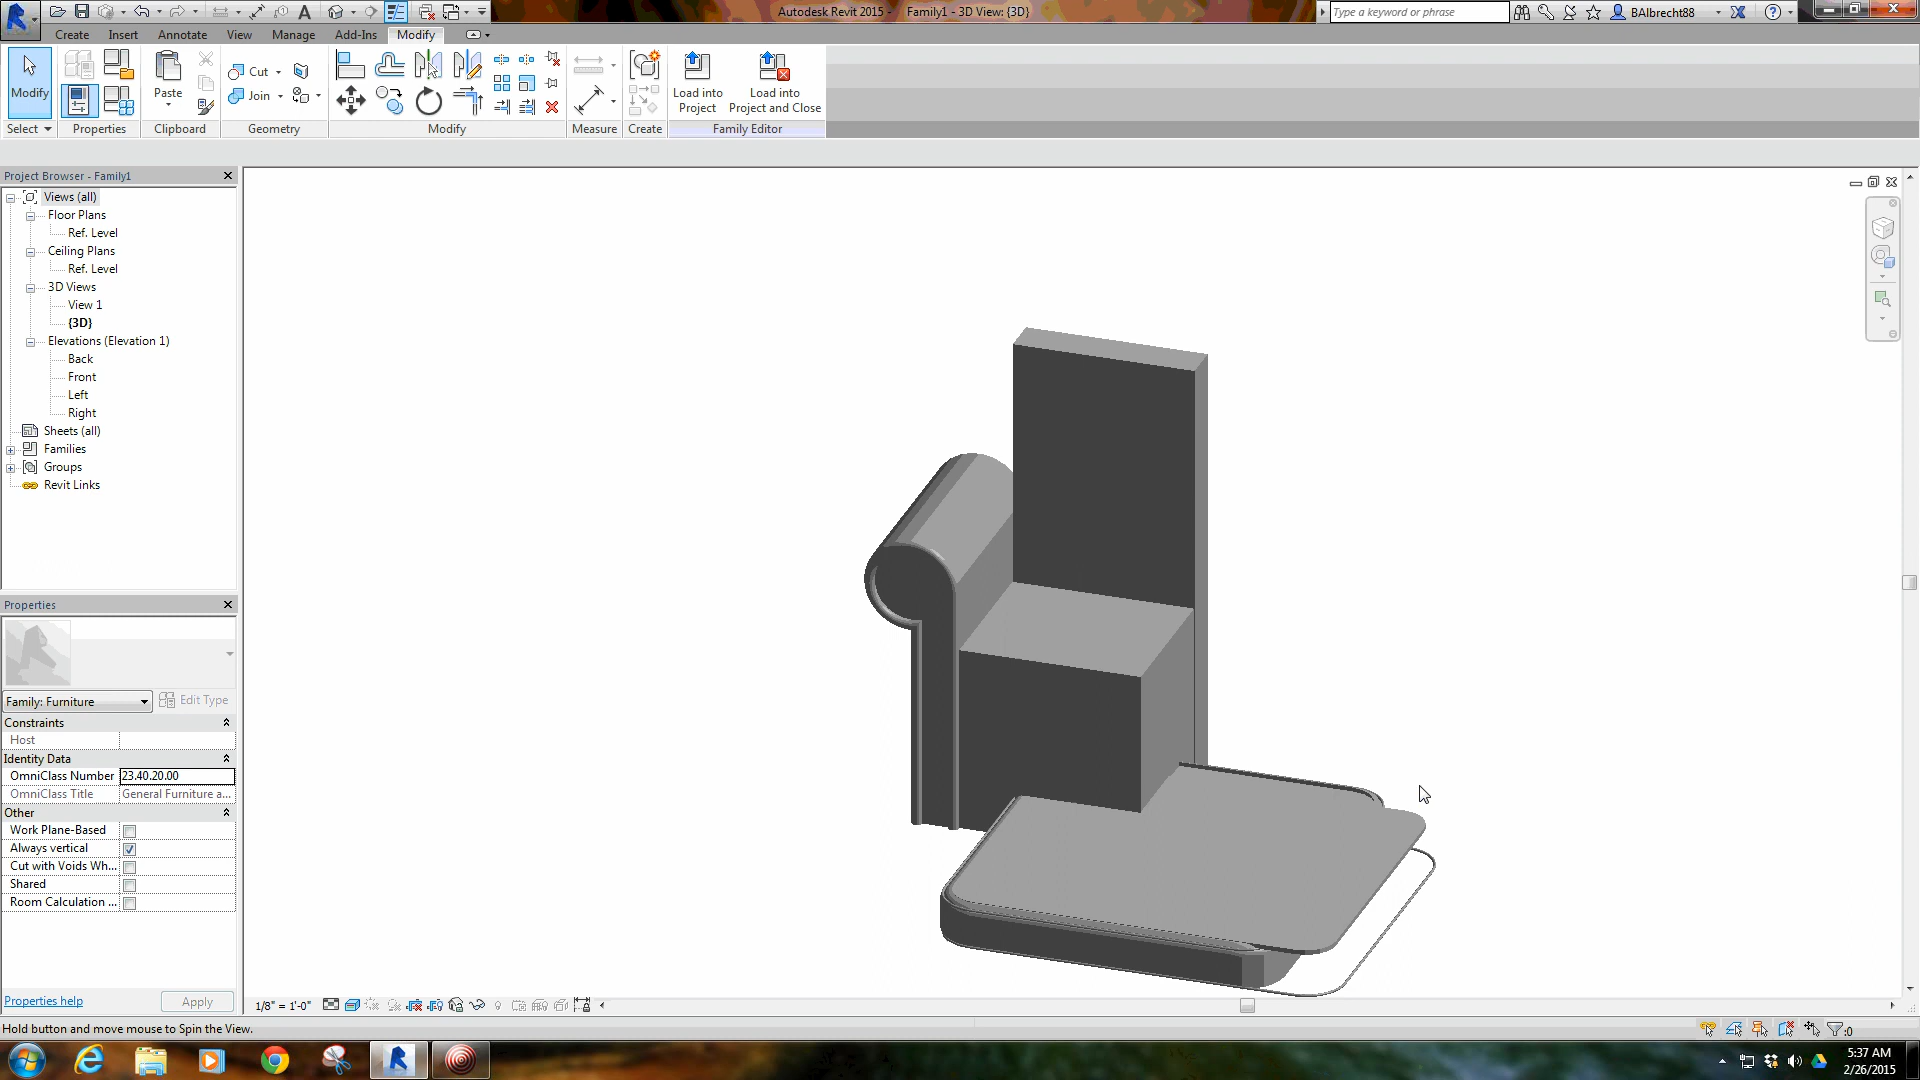 Autodesk Revit 2015 - Family1 - 3D View: {3D}
Type a keyword or phrase
BAlbrecht88
Create Insert Annotate View Manage Add-Ins Modify
Modify
Paste
Cut
Join
Load into Project
Load into Project and Close
Select Properties Clipboard Geometry Modify Measure Create Family Editor
Project Browser - Family1
Views (all)
Floor Plans
Ref. Level
Ceiling Plans
Ref. Level
3D Views
View 1
{3D}
Elevations (Elevation 1)
Back
Front
Left
Right
Sheets (all)
Families
Groups
Revit Links
Properties
Family: Furniture
Edit Type
Constraints
Host
Identity Data
OmniClass Number 23.40.20.00
OmniClass Title General Furniture a...
Other
Work Plane-Based
Always vertical
Cut with Voids Wh...
Shared
Room Calculation ...
Properties help
Apply
1/8" = 1'-0"
Hold button and move mouse to Spin the View.
:0
5:37 AM
2/26/2015